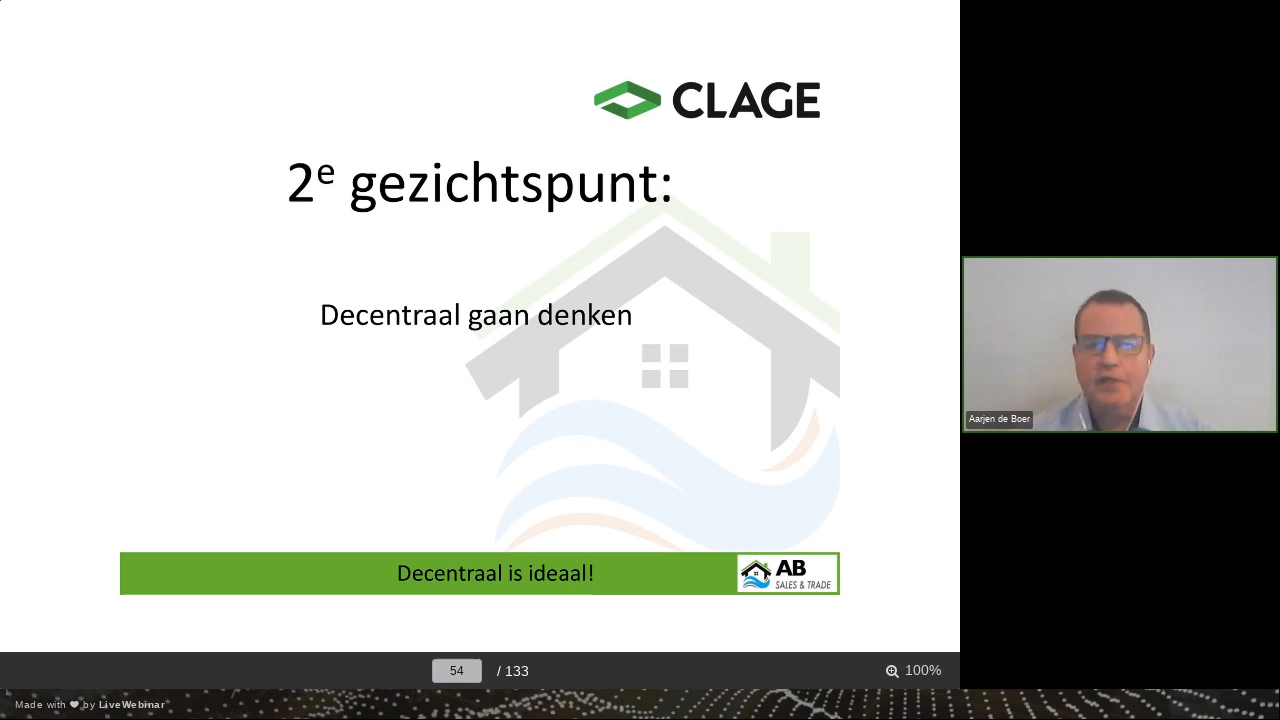 CLAGE
2e gezichtspunt:
Decentraal gaan denken
Decentraal is ideaal!
AB
SALES & TRADE
Aarjen de Boer
54 / 133
100%
Made with ❤ by LiveWebinar